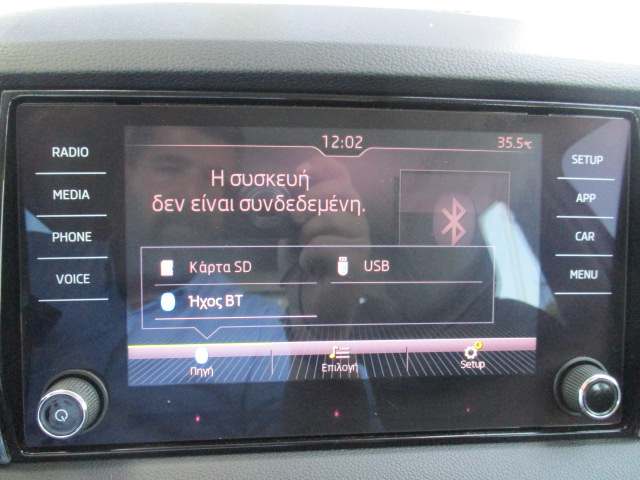 12:02
35.5°C
RADIO
MEDIA
PHONE
VOICE
Η συσκευή
δεν είναι συνδεδεμένη.
Κάρτα SD
USB
Ήχος BT
Πηγή
Επιλογή
Setup
SETUP
APP
CAR
MENU